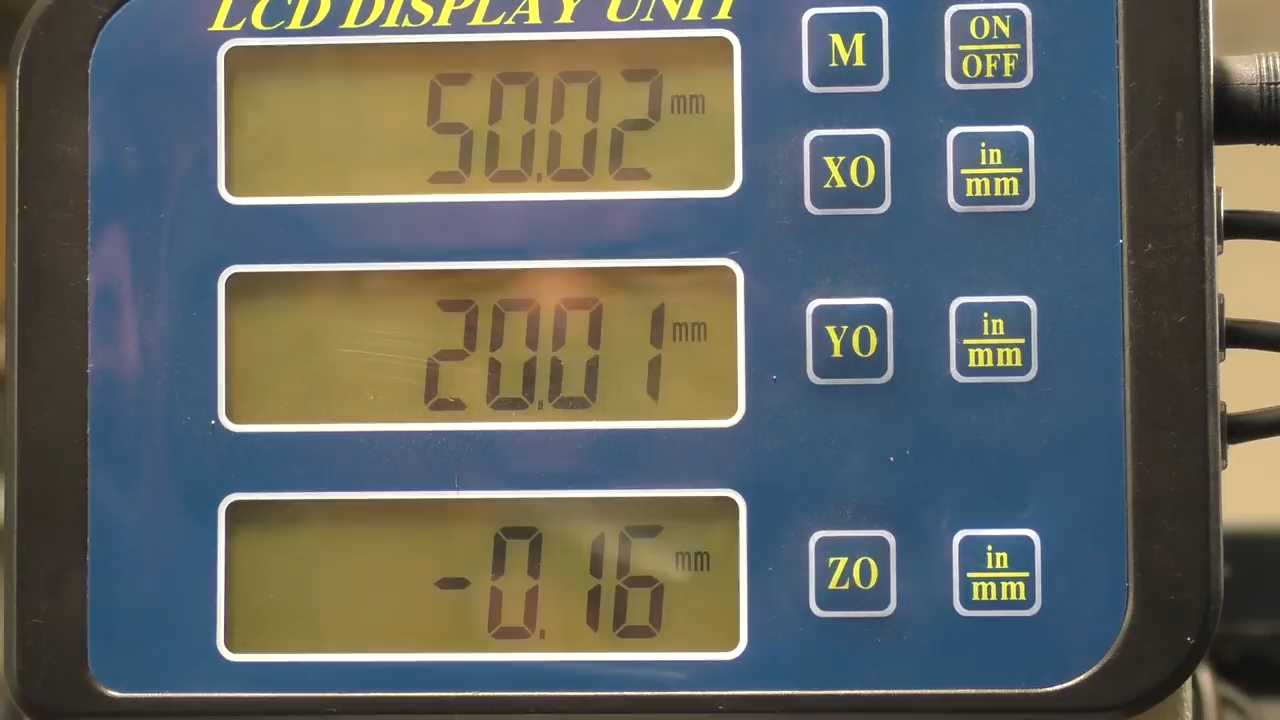 LCD DISPLAY UNIT
50.02 mm
M
ON
OFF
XO
in
mm
20.01 mm
YO
in
mm
-0.16 mm
ZO
in
mm